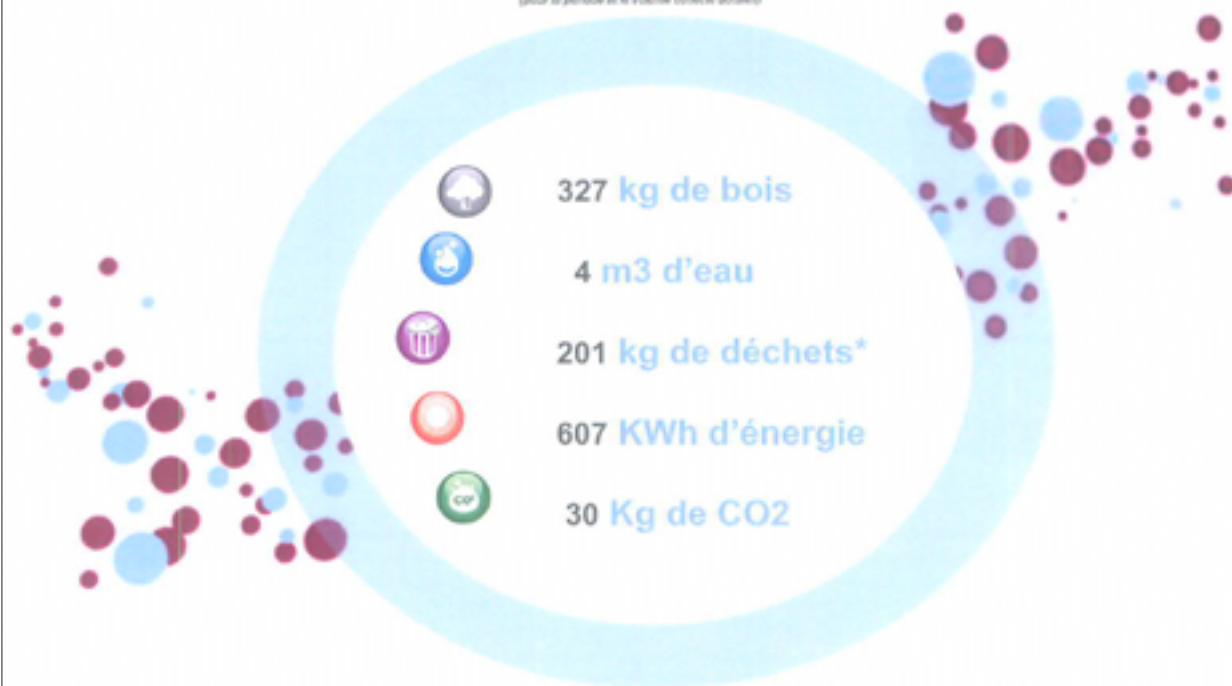 327 kg de bois
4 m3 d'eau
201 kg de déchets*
607 KWh d'énergie
30 Kg de CO2